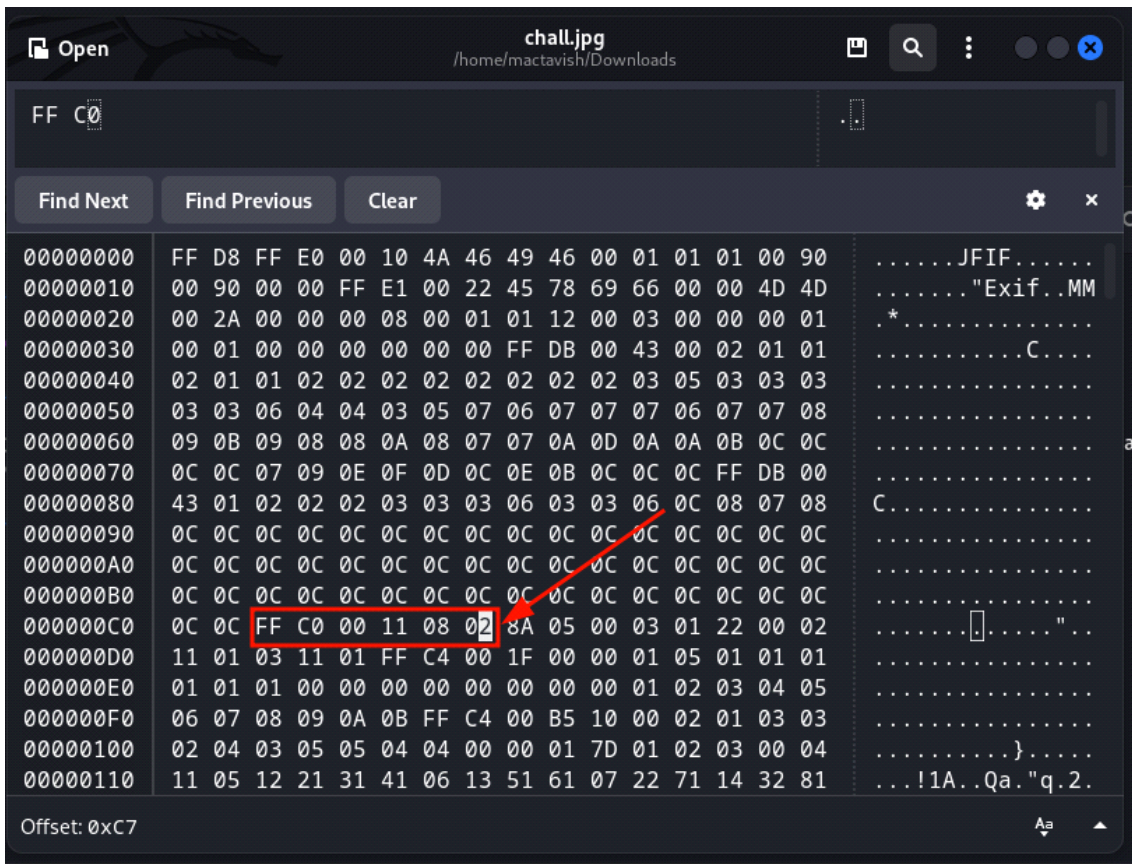 Open
chall.jpg
/home/mactavish/Downloads
FF C0
..
Find Next Find Previous Clear
00000000 FF D8 FF E0 00 10 4A 46 49 46 00 01 01 01 00 90 ......JFIF......
00000010 00 90 00 00 FF E1 00 22 45 78 69 66 00 00 4D 4D ......."Exif..MM
00000020 00 2A 00 00 00 08 00 01 01 12 00 03 00 00 00 01 .*..............
00000030 00 01 00 00 00 00 00 00 FF DB 00 43 00 02 01 01 ...........C....
00000040 02 01 01 02 02 02 02 02 02 02 02 03 05 03 03 03 ................
00000050 03 03 06 04 04 03 05 07 06 07 07 07 06 07 07 08 ................
00000060 09 0B 09 08 08 0A 08 07 07 0A 0D 0A 0A 0B 0C 0C ................
00000070 0C 0C 07 09 0E 0F 0D 0C 0E 0B 0C 0C 0C FF DB 00 ................
00000080 43 01 02 02 02 03 03 03 06 03 03 06 0C 08 07 08 C...............
00000090 0C 0C 0C 0C 0C 0C 0C 0C 0C 0C 0C 0C 0C 0C 0C 0C ................
000000A0 0C 0C 0C 0C 0C 0C 0C 0C 0C 0C 0C 0C 0C 0C 0C 0C ................
000000B0 0C 0C 0C 0C 0C 0C 0C 0C 0C 0C 0C 0C 0C 0C 0C 0C ................
000000C0 0C 0C FF C0 00 11 08 02 8A 05 00 03 01 22 00 02 ............."..
000000D0 11 01 03 11 01 FF C4 00 1F 00 00 01 05 01 01 01 ................
000000E0 01 01 01 00 00 00 00 00 00 00 00 01 02 03 04 05 ................
000000F0 06 07 08 09 0A 0B FF C4 00 B5 10 00 02 01 03 03 ................
00000100 02 04 03 05 05 04 04 00 00 01 7D 01 02 03 00 04 ..........}.....
00000110 11 05 12 21 31 41 06 13 51 61 07 22 71 14 32 81 ...!1A..Qa."q.2.
Offset: 0xC7
Aa